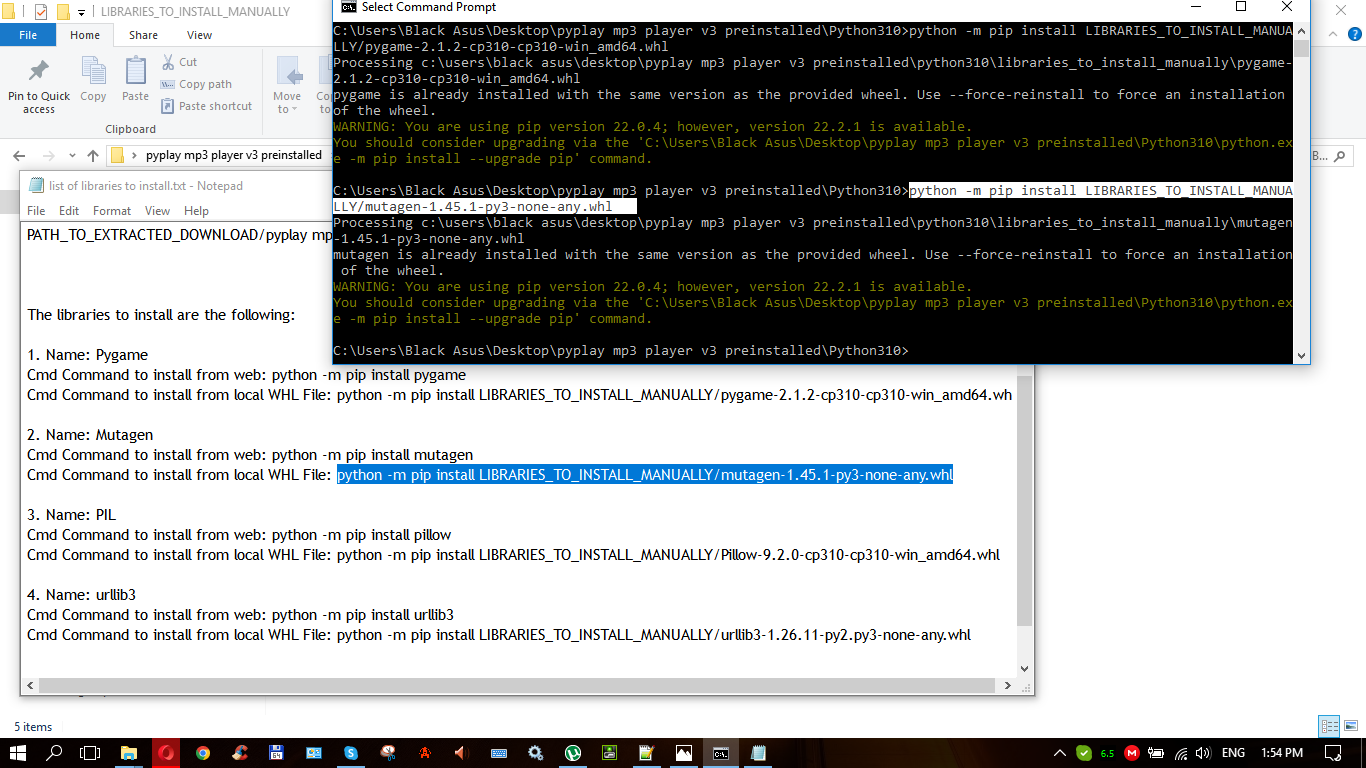 LIBRARIES_TO_INSTALL_MANUALLY
File
Home
Share
View
Pin to Quick
access
Copy
Paste
Cut
Copy path
Paste shortcut
Clipboard
Move
to
pyplay mp3 player v3 preinstalled
B...
Select Command Prompt
C:\Users\Black Asus\Desktop\pyplay mp3 player v3 preinstalled\Python310>python -m pip install LIBRARIES_TO_INSTALL_MANUA
LLY/pygame-2.1.2-cp310-cp310-win_amd64.whl
Processing c:\users\black asus\desktop\pyplay mp3 player v3 preinstalled\python310\libraries_to_install_manually\pygame-
2.1.2-cp310-cp310-win_amd64.whl
pygame is already installed with the same version as the provided wheel. Use --force-reinstall to force an installation
of the wheel.
WARNING: You are using pip version 22.0.4; however, version 22.2.1 is available.
You should consider upgrading via the 'C:\Users\Black Asus\Desktop\pyplay mp3 player v3 preinstalled\Python310\python.ex
e -m pip install --upgrade pip' command.
C:\Users\Black Asus\Desktop\pyplay mp3 player v3 preinstalled\Python310>python -m pip install LIBRARIES_TO_INSTALL_MANUA
LLY/mutagen-1.45.1-py3-none-any.whl
Processing c:\users\black asus\desktop\pyplay mp3 player v3 preinstalled\python310\libraries_to_install_manually\mutagen
-1.45.1-py3-none-any.whl
mutagen is already installed with the same version as the provided wheel. Use --force-reinstall to force an installation
of the wheel.
WARNING: You are using pip version 22.0.4; however, version 22.2.1 is available.
You should consider upgrading via the 'C:\Users\Black Asus\Desktop\pyplay mp3 player v3 preinstalled\Python310\python.ex
e -m pip install --upgrade pip' command.
C:\Users\Black Asus\Desktop\pyplay mp3 player v3 preinstalled\Python310>
list of libraries to install.txt - Notepad
File Edit Format View Help
PATH_TO_EXTRACTED_DOWNLOAD/pyplay mp
The libraries to install are the following:
1. Name: Pygame
Cmd Command to install from web: python -m pip install pygame
Cmd Command to install from local WHL File: python -m pip install LIBRARIES_TO_INSTALL_MANUALLY/pygame-2.1.2-cp310-cp310-win_amd64.wh
2. Name: Mutagen
Cmd Command to install from web: python -m pip install mutagen
Cmd Command to install from local WHL File: python -m pip install LIBRARIES_TO_INSTALL_MANUALLY/mutagen-1.45.1-py3-none-any.whl
3. Name: PIL
Cmd Command to install from web: python -m pip install pillow
Cmd Command to install from local WHL File: python -m pip install LIBRARIES_TO_INSTALL_MANUALLY/Pillow-9.2.0-cp310-cp310-win_amd64.whl
4. Name: urllib3
Cmd Command to install from web: python -m pip install urllib3
Cmd Command to install from local WHL File: python -m pip install LIBRARIES_TO_INSTALL_MANUALLY/urllib3-1.26.11-py2.py3-none-any.whl
5 items
6.5
ENG
1:54 PM